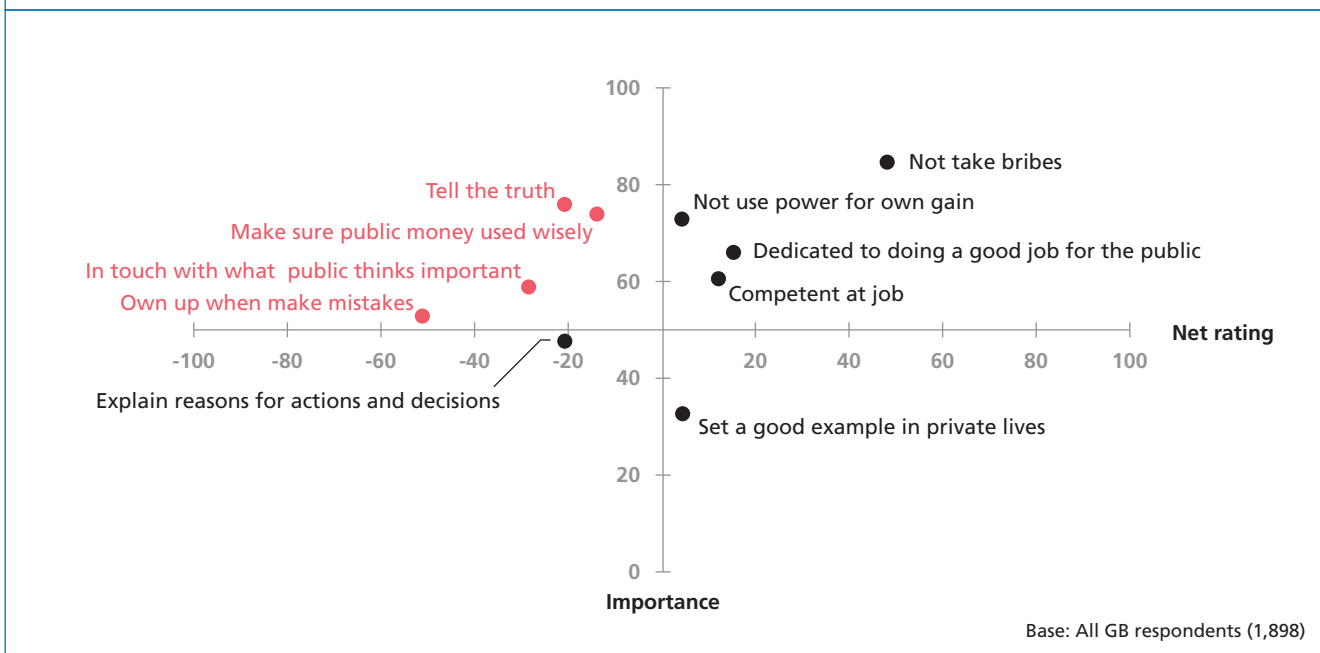 100
Not take bribes
Tell the truth
80
Not use power for own gain
Make sure public money used wisely
Dedicated to doing a good job for the public
In touch with what  public thinks important
60
Competent at job
Own up when make mistakes
Net rating
-100
-80
-60
-40
-20
20
40
60
80
100
40
Explain reasons for actions and decisions
Set a good example in private lives
20
0
Importance
Base: All GB respondents (1,898)